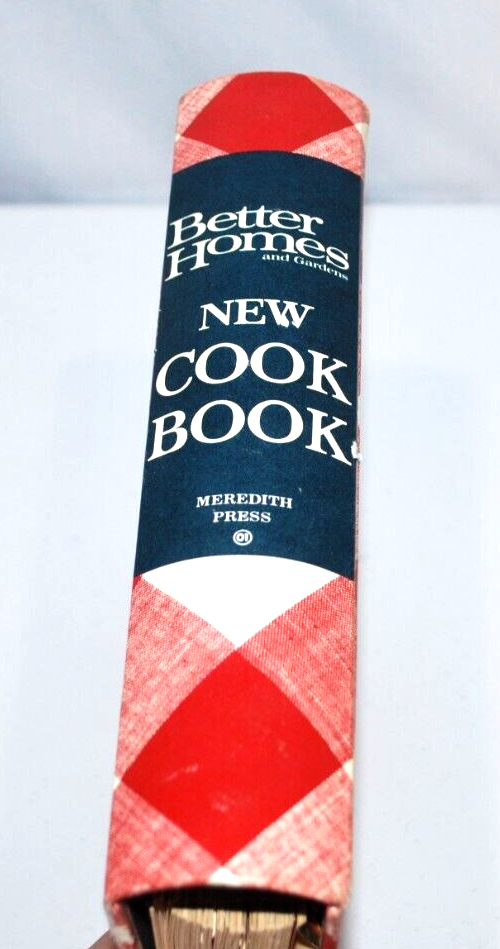 Better
Homes
and Gardens
NEW
COOK
BOOK
MEREDITH
PRESS